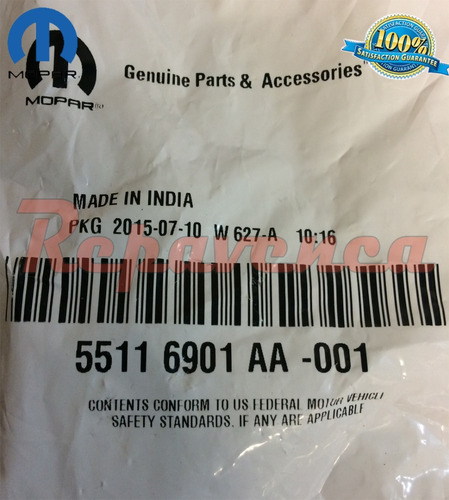 MOPAR
MOPAR
Genuine Parts & Accessories
100%
SATISFACTION GUARANTEE
MADE IN INDIA
PKG 2015-07-10 W 627-A 10:16
Repavenca
5511 6901 AA -001
CONTENTS CONFORM TO US FEDERAL MOTOR VEHICLE
SAFETY STANDARDS. IF ANY ARE APPLICABLE